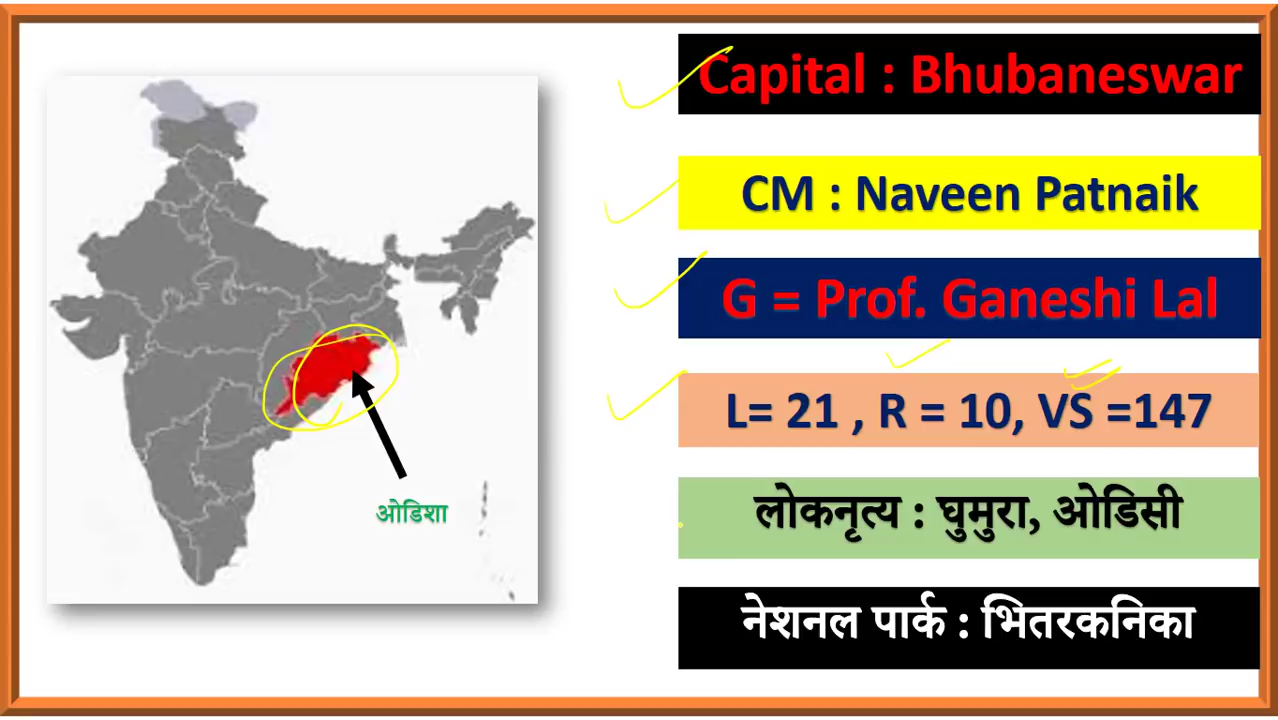 Capital : Bhubaneswar
CM : Naveen Patnaik
G = Prof. Ganeshi Lal
L= 21 , R = 10, VS =147
ओडिशा
लोकनृत्य : घुमुरा, ओडिसी
नेशनल पार्क : भितरकनिका